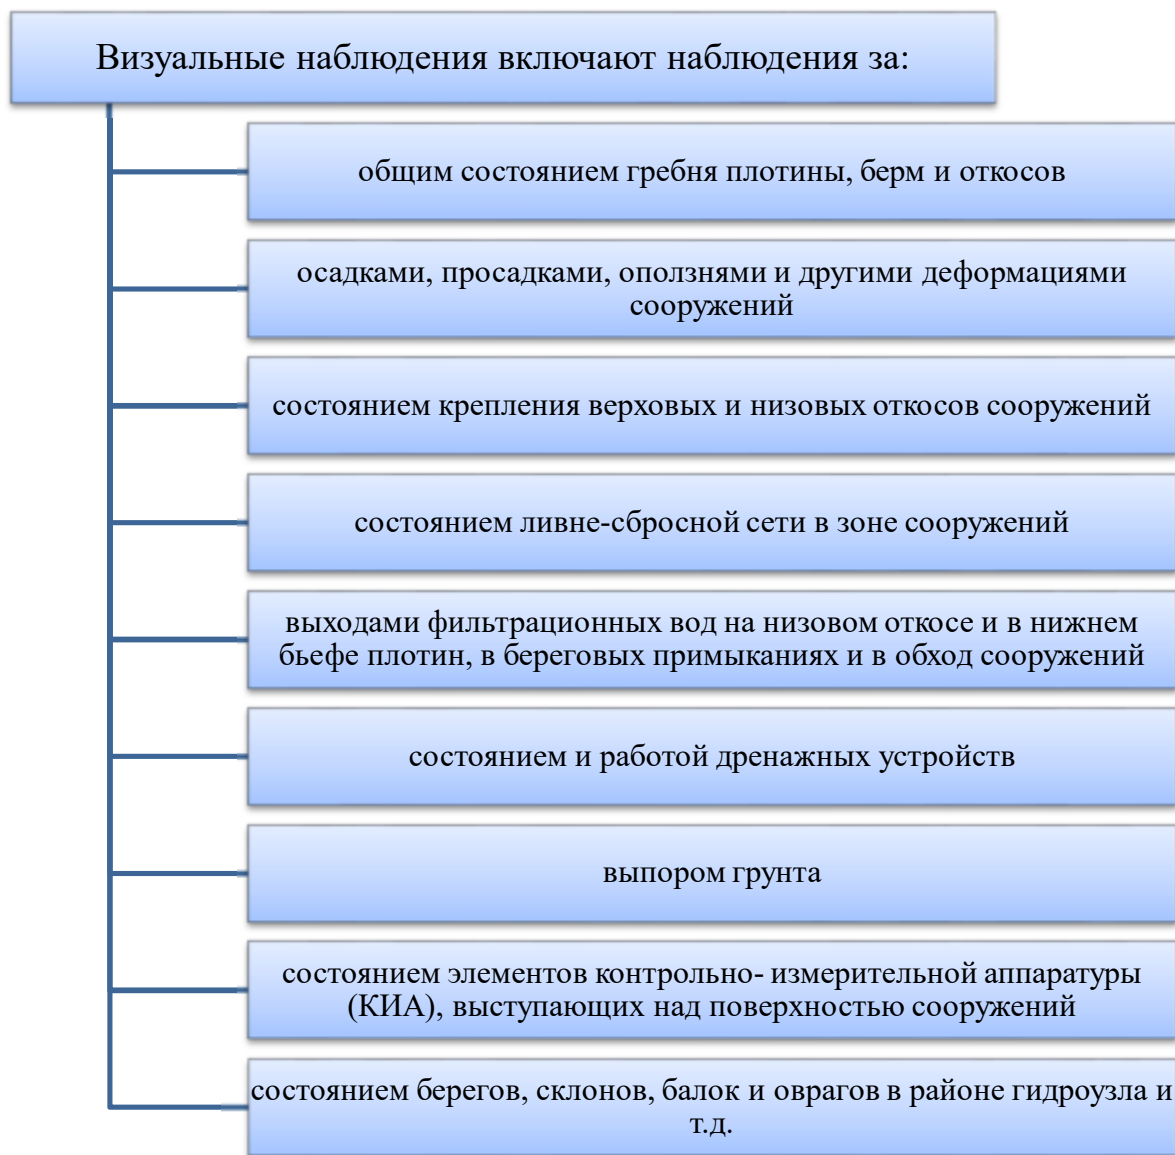 Визуальные наблюдения включают наблюдения за:
общим состоянием гребня плотины, берм и откосов
осадками, просадками, оползнями и другими деформациями
сооружений
состоянием крепления верховых и низовых откосов сооружений
состоянием ливне-сбросной сети в зоне сооружений
выходами фильтрационных вод на низовом откосе и в нижнем
бьефе плотин, в береговых примыканиях и в обход сооружений
состоянием и работой дренажных устройств
выпором грунта
состоянием элементов контрольно- измерительной аппаратуры
(КИА), выступающих над поверхностью сооружений
состоянием берегов, склонов, балок и оврагов в районе гидроузла и
т.д.